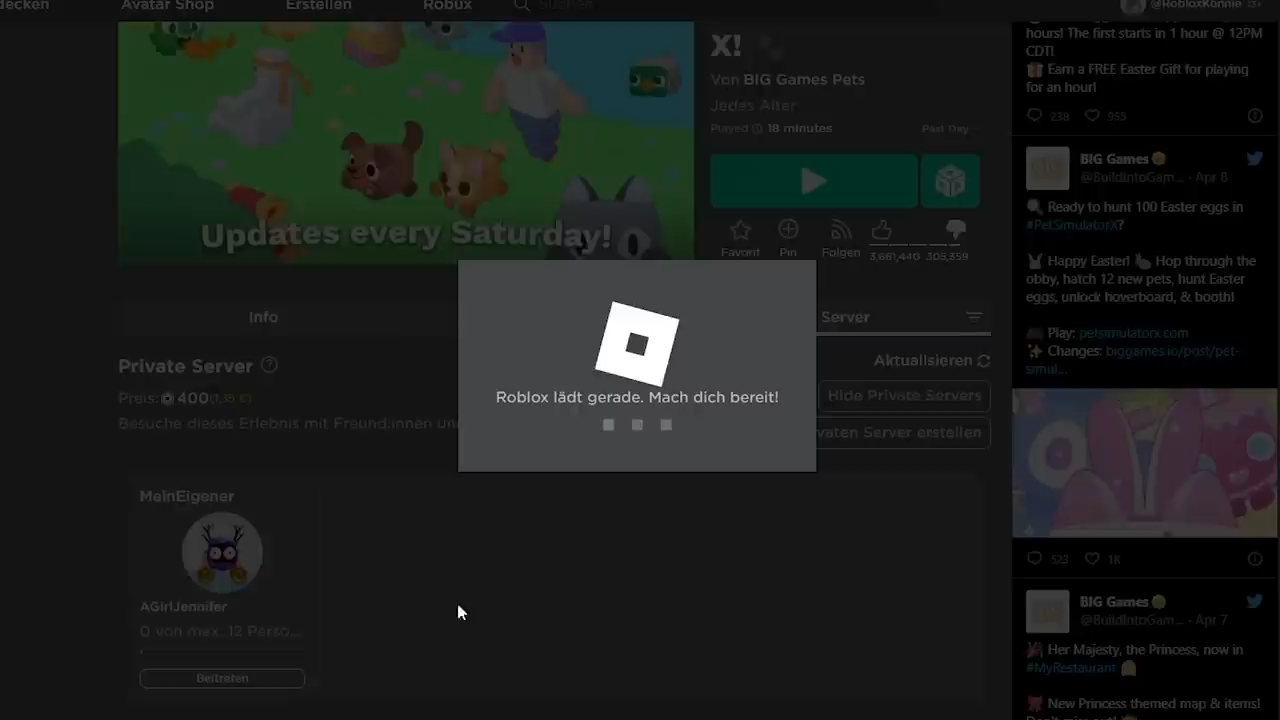 Avatar Shop
Erstellen
Robux
Suchen
@RobloxKonnie 13+
Updates every Saturday!
X!
Von BIG Games Pets
Jedes Alter
Played 18 minutes
Past Day
Favorit
Pin
Folgen
3,661,440
305,359
Info
Server
Private Server
Aktualisieren
Preis: 400
Hide Private Servers
Besuche dieses Erlebnis mit Freund:innen
vaten Server erstellen
Roblox lädt gerade. Mach dich bereit!
MeinEigener
AGirlJennifer
0 von max. 12 Perso...
Beitreten
hours! The first starts in 1 hour @ 12PM
CDT!
Earn a FREE Easter Gift for playing
for an hour!
238
955
BIG Games
@BuildIntoGam... · Apr 8
Ready to hunt 100 Easter eggs in
#PetSimulatorX?
Happy Easter! Hop through the
obby, hatch 12 new pets, hunt Easter
eggs, unlock hoverboard, & booth!
Play: petsimulatorx.com
Changes: biggames.io/post/pet-
simul...
523
1K
BIG Games
@BuildIntoGam... · Apr 7
Her Majesty, the Princess, now in
#MyRestaurant
New Princess themed map & items!